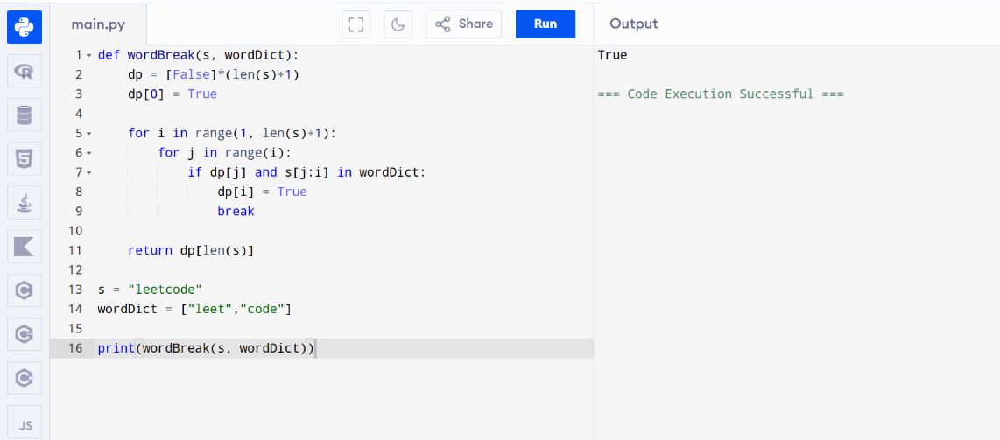 main.py
Share
Run
Output
1 def wordBreak(s, wordDict):
2     dp = [False]*(len(s)+1)
3     dp[0] = True
4
5     for i in range(1, len(s)+1):
6         for j in range(i):
7             if dp[j] and s[j:i] in wordDict:
8                 dp[i] = True
9                 break
10
11     return dp[len(s)]
12
13 s = "leetcode"
14 wordDict = ["leet","code"]
15
16 print(wordBreak(s, wordDict))
True
=== Code Execution Successful ===
R
5
JS